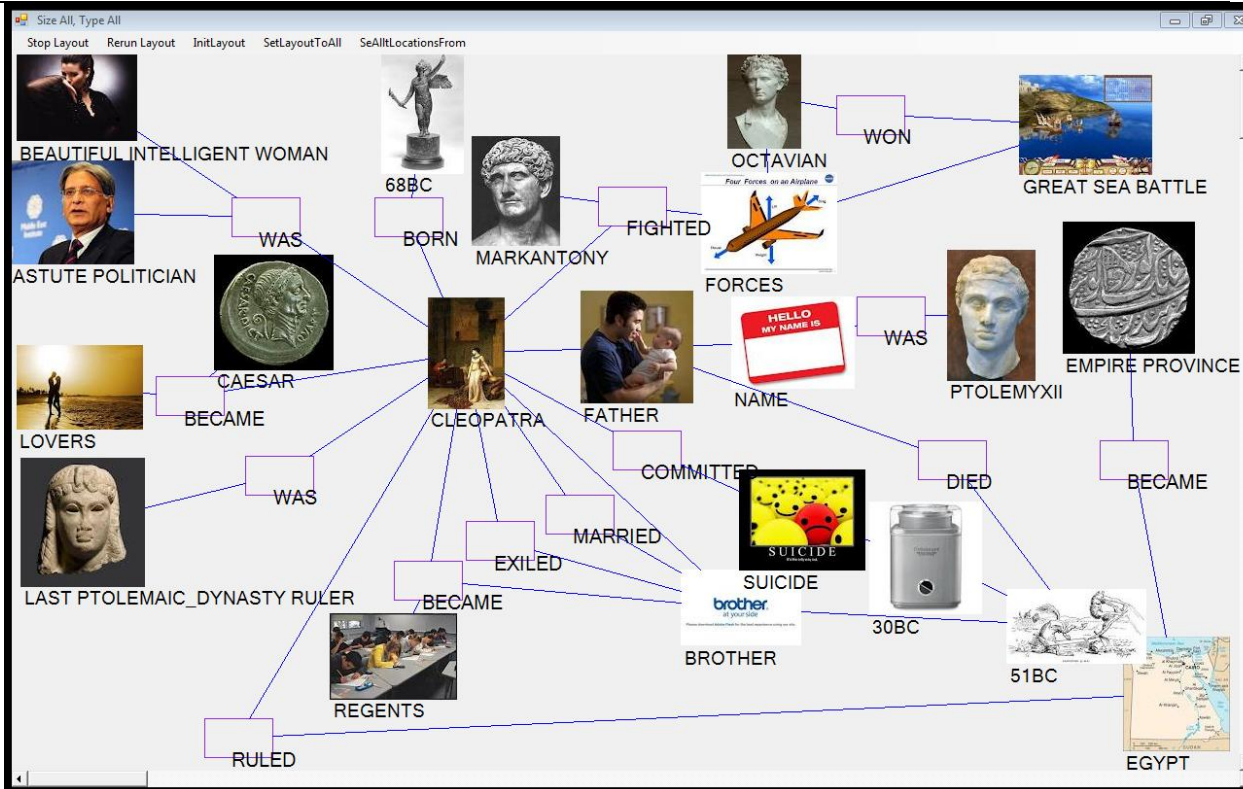 Size All, Type All
Stop Layout Rerun Layout InitLayout SetLayoutToAll SeAlltLocationsFrom
BEAUTIFUL INTELLIGENT WOMAN
68BC
OCTAVIAN
WON
GREAT SEA BATTLE
Four Forces on an Airplane
ASTUTE POLITICIAN
WAS
BORN
MARKANTONY
FIGHTED
FORCES
CAESAR
HELLO
MY NAME IS
WAS
PTOLEMYXII
EMPIRE PROVINCE
LOVERS
BECAME
CLEOPATRA
FATHER
NAME
WAS
COMMITTED
DIED
BECAME
LAST PTOLEMAIC_DYNASTY RULER
EXILED
MARRIED
SUICIDE
SUICIDE
BECAME
brother.
at your side
BROTHER
30BC
51BC
REGENTS
RULED
EGYPT